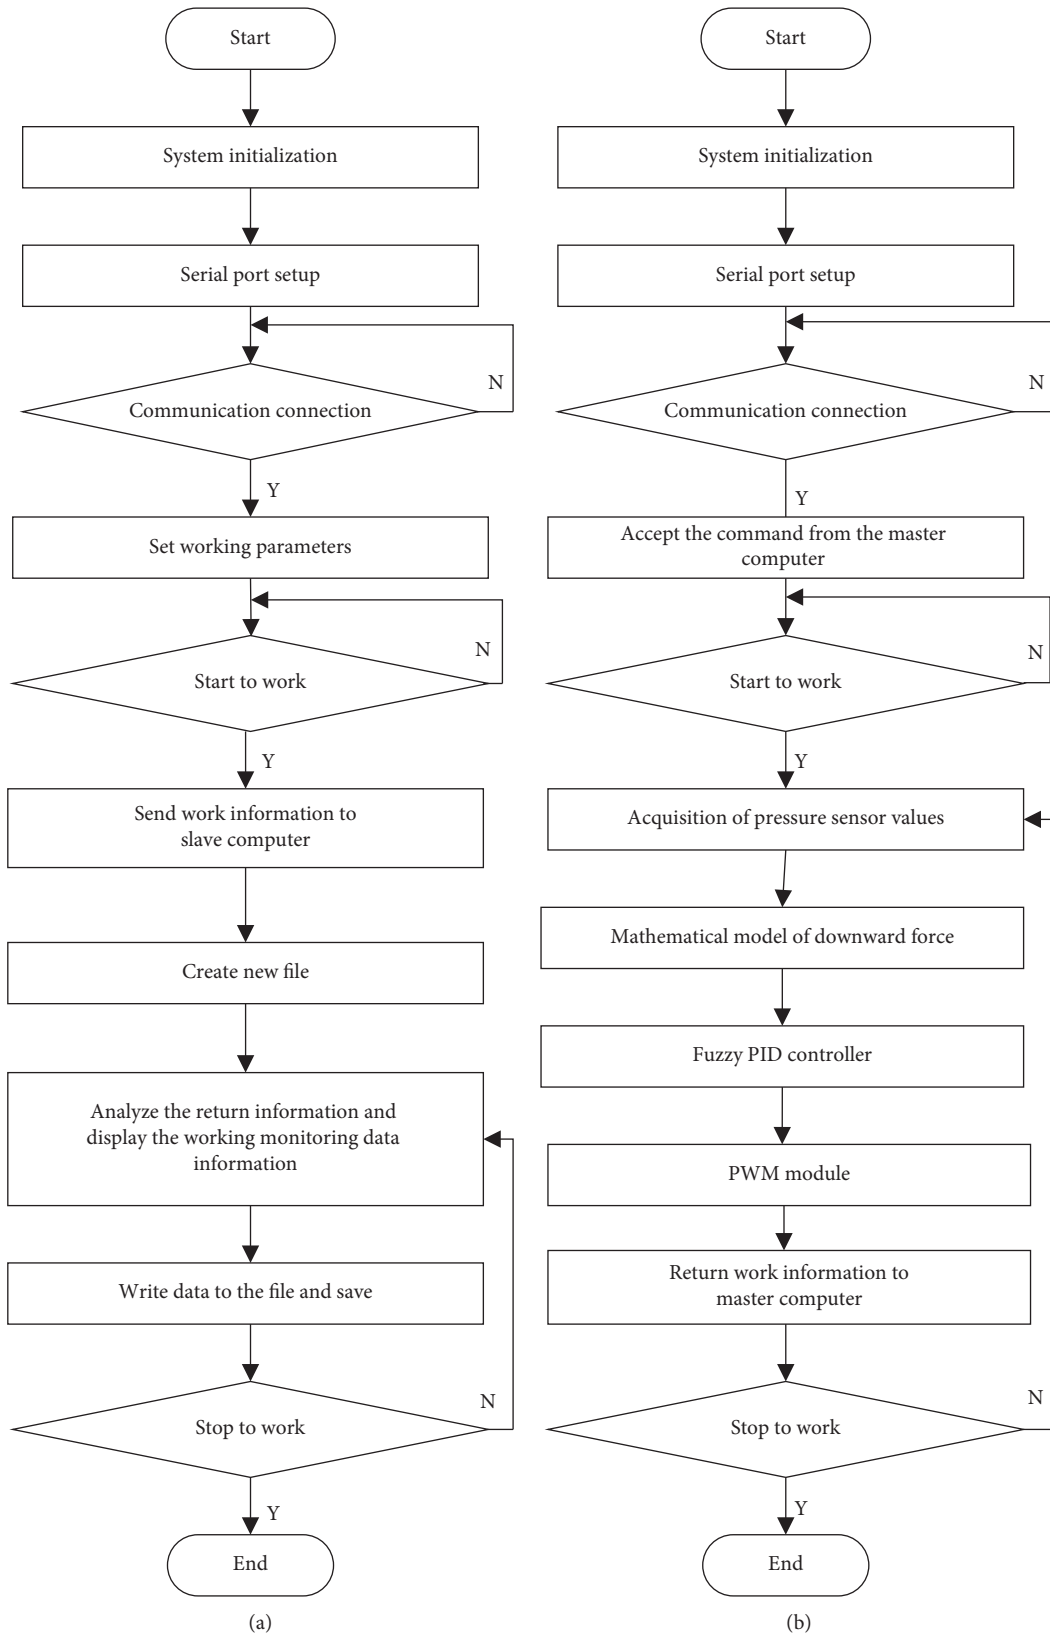 Start
System initialization
Serial port setup
N
Communication connection
Y
Set working parameters
N
Start to work
Y
Send work information to
slave computer
Create new file
Analyze the return information and
display the working monitoring data
information
Write data to the file and save
N
Stop to work
Y
End
(a)
Start
System initialization
Serial port setup
N
Communication connection
Y
Accept the command from the master
computer
N
Start to work
Y
Acquisition of pressure sensor values
Mathematical model of downward force
Fuzzy PID controller
PWM module
Return work information to
master computer
N
Stop to work
Y
End
(b)